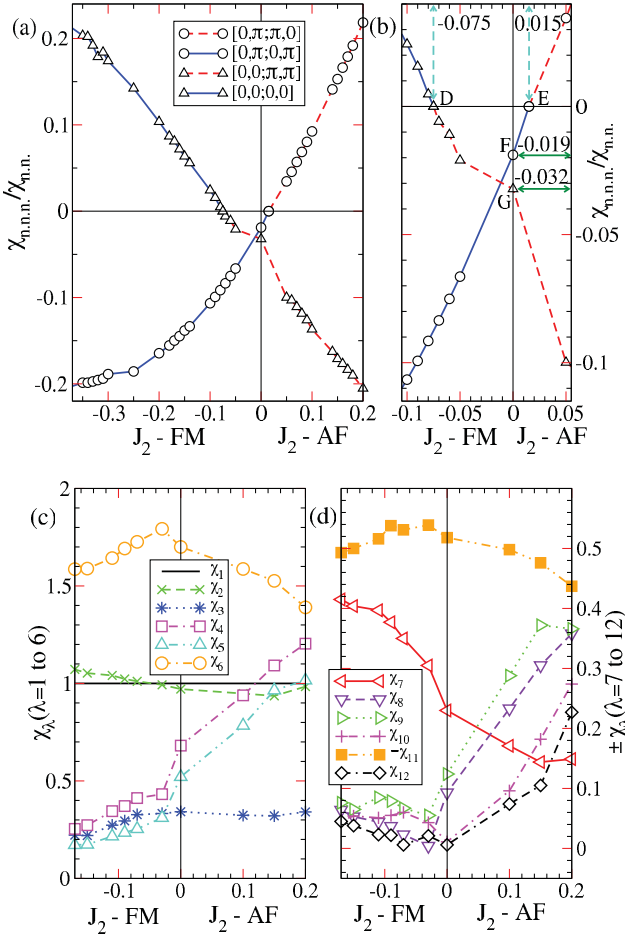 (a)
χn.n.n./χn.n.
0.2
0.1
0
-0.1
-0.2
[0,π;π,0]
[0,π;0,π]
[0,0;π,π]
[0,0;0,0]
-0.3
-0.2
-0.1
0
0.1
0.2
J2 - FM
J2 - AF
(b)
-0.075
0.015
D
E
F
G
-0.019
-0.032
0
-0.05
-0.1
χn.n.n./χn.n.
-0.1
-0.05
0
0.05
J2 - FM
J2 - AF
(c)
χλ(λ=1 to 6)
2
1.5
1
0.5
0
χ1
χ2
χ3
χ4
χ5
χ6
-0.1
0
0.1
0.2
J2 - FM
J2 - AF
(d)
χ7
χ8
χ9
χ10
-χ11
χ12
0.5
0.4
0.3
0.2
0.1
0
± χλ(λ=7 to 12)
-0.1
0
0.1
0.2
J2 - FM
J2 - AF